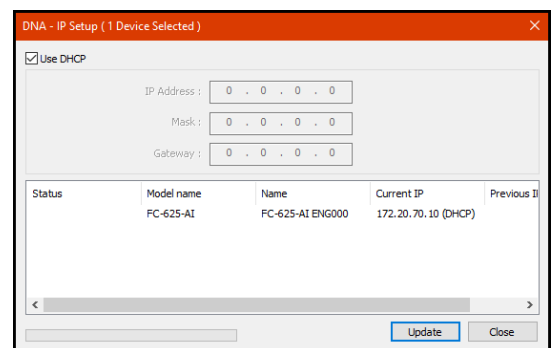 DNA - IP Setup ( 1 Device Selected )
Use DHCP
IP Address : 0 . 0 . 0 . 0
Mask : 0 . 0 . 0 . 0
Gateway : 0 . 0 . 0 . 0
Status Model name Name Current IP Previous I
FC-625-AI FC-625-AI ENG000 172.20.70.10 (DHCP)
Update Close